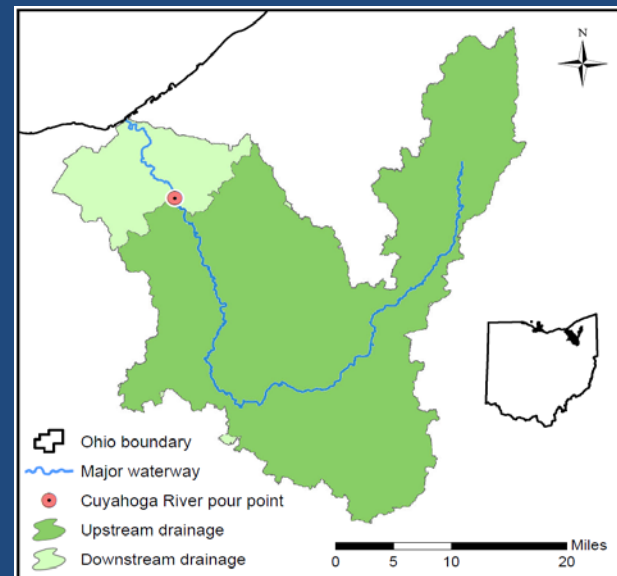 N
Ohio boundary
Major waterway
Cuyahoga River pour point
Upstream drainage
Downstream drainage
Miles
0 5 10 20